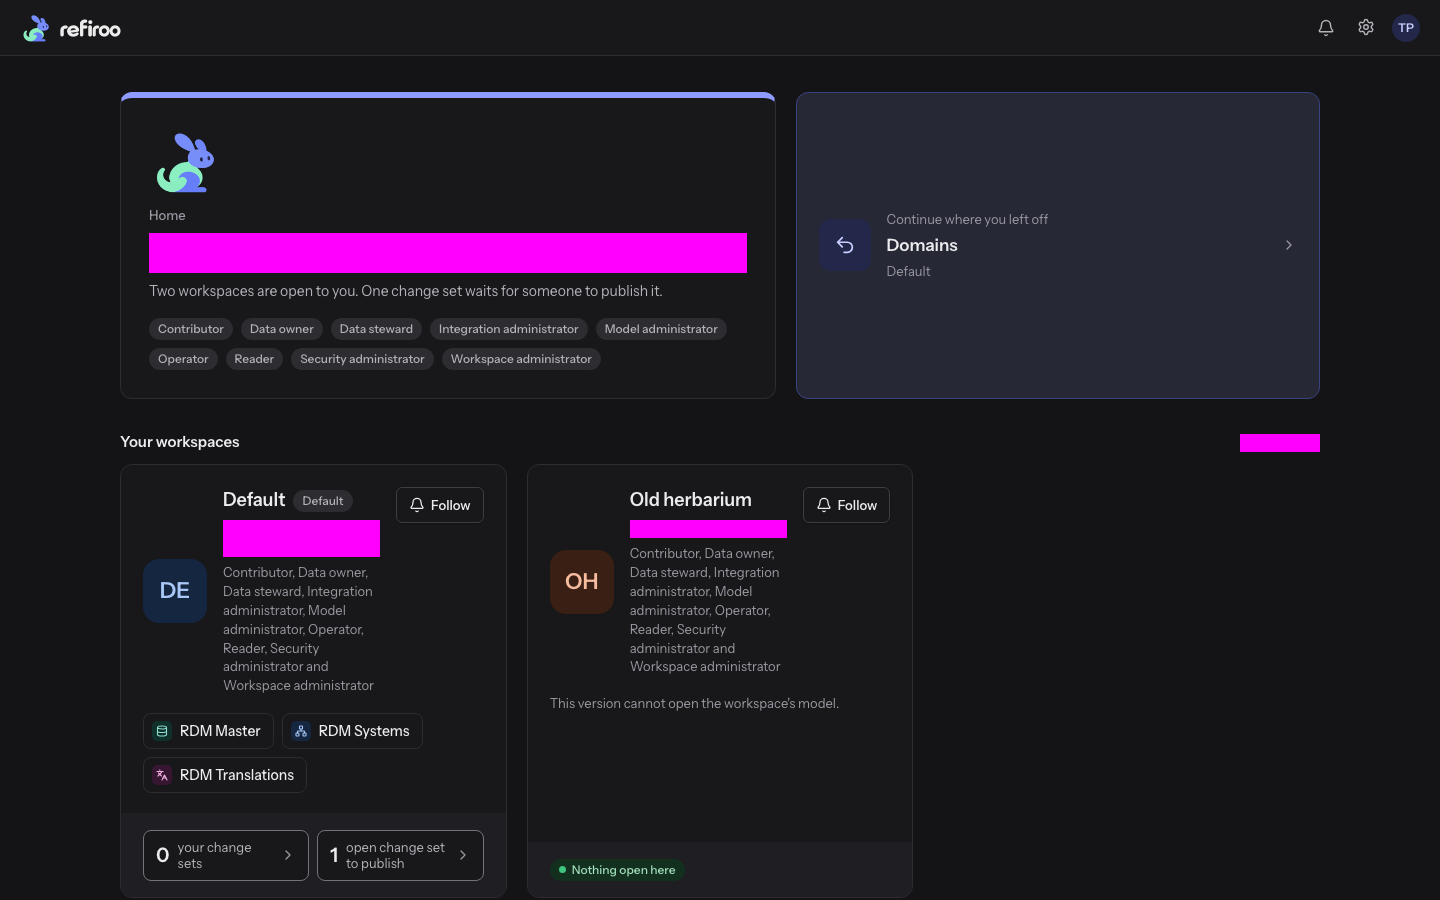 refiroo
TP
Home
Two workspaces are open to you. One change set waits for someone to publish it.
Contributor
Data owner
Data steward
Integration administrator
Model administrator
Operator
Reader
Security administrator
Workspace administrator
Continue where you left off
Domains
Default
Your workspaces
Default
Default
Follow
DE
Contributor, Data owner,
Data steward, Integration
administrator, Model
administrator, Operator,
Reader, Security
administrator and
Workspace administrator
RDM Master
RDM Systems
RDM Translations
0 your change
sets
1 open change set
to publish
Old herbarium
Follow
OH
Contributor, Data owner,
Data steward, Integration
administrator, Model
administrator, Operator,
Reader, Security
administrator and
Workspace administrator
This version cannot open the workspace's model.
Nothing open here